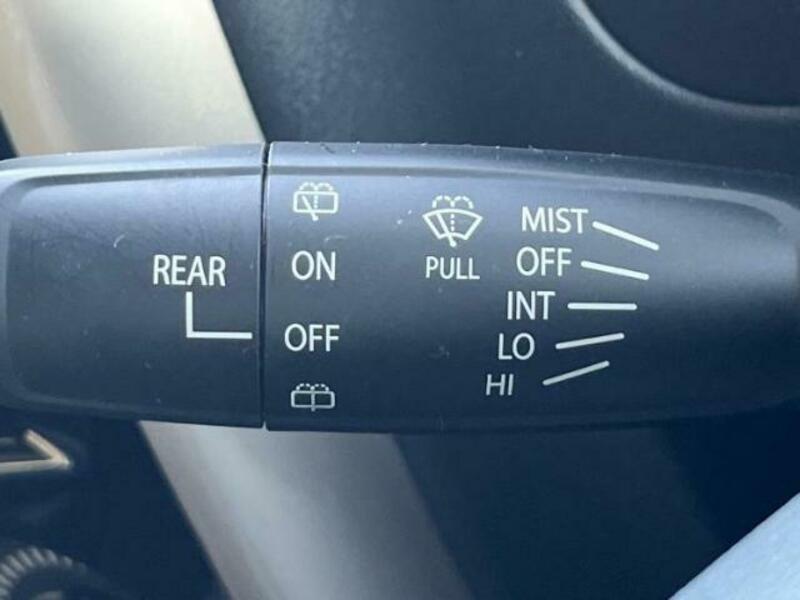 REAR
ON
OFF
PULL
MIST
OFF
INT
LO
HI